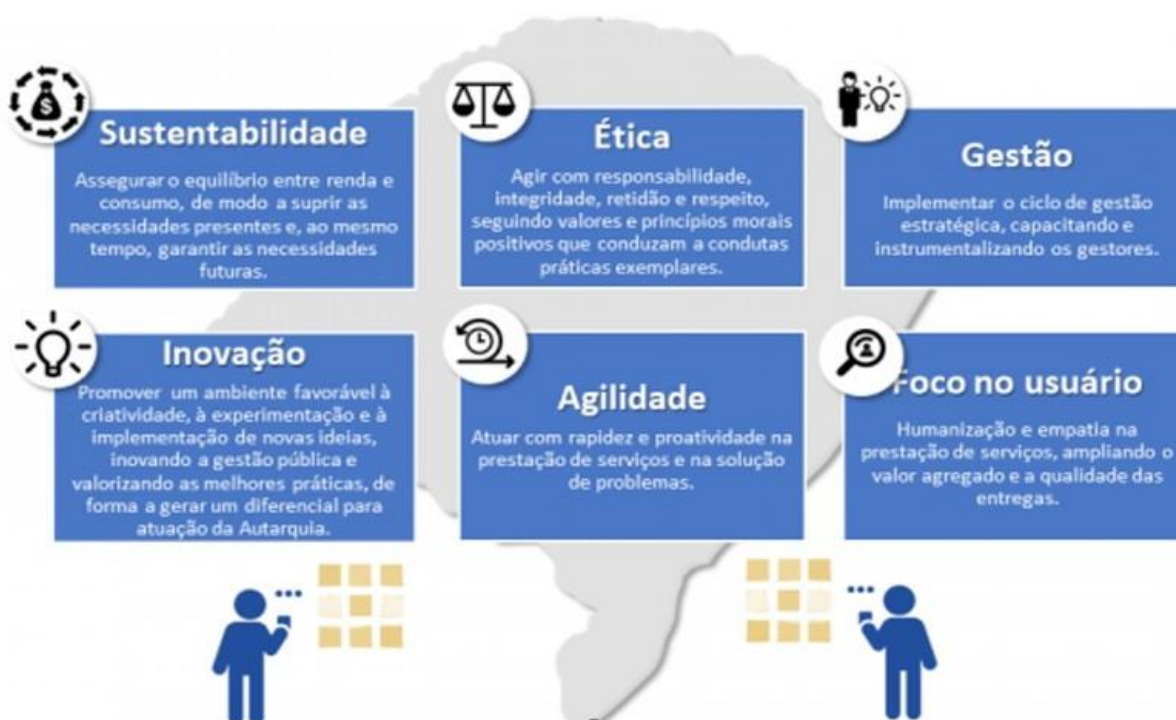 Sustentabilidade
Assegurar o equilíbrio entre renda e
consumo, de modo a suprir as
necessidades presentes e, ao mesmo
tempo, garantir as necessidades
futuras.
Ética
Agir com responsabilidade,
integridade, retidão e respeito,
seguindo valores e princípios morais
positivos que conduzam a condutas
práticas exemplares.
Gestão
Implementar o ciclo de gestão
estratégica, capacitando e
instrumentalizando os gestores.
Inovação
Promover um ambiente favorável à
criatividade, à experimentação e à
implementação de novas ideias,
inovando a gestão pública e
valorizando as melhores práticas, de
forma a gerar um diferencial para
atuação da Autarquia.
Agilidade
Atuar com rapidez e proatividade na
prestação de serviços e na solução
de problemas.
Foco no usuário
Humanização e empatia na
prestação de serviços, ampliando o
valor agregado e a qualidade das
entregas.